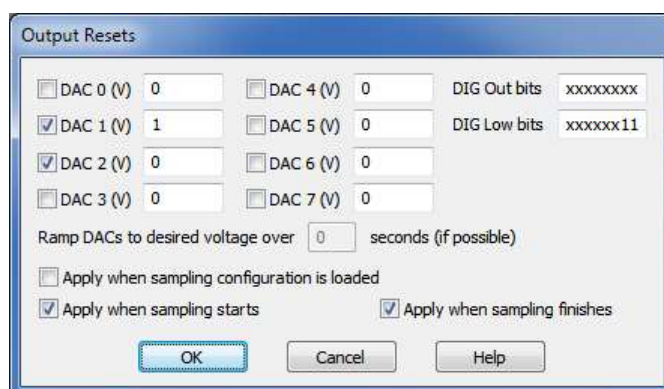 Output Resets
DAC 0 (V) 0 DAC 4 (V) 0 DIG Out bits xxxxxxxx
DAC 1 (V) 1 DAC 5 (V) 0 DIG Low bits xxxxxx11
DAC 2 (V) 0 DAC 6 (V) 0
DAC 3 (V) 0 DAC 7 (V) 0
Ramp DACs to desired voltage over 0 seconds (if possible)
Apply when sampling configuration is loaded
Apply when sampling starts Apply when sampling finishes
OK Cancel Help